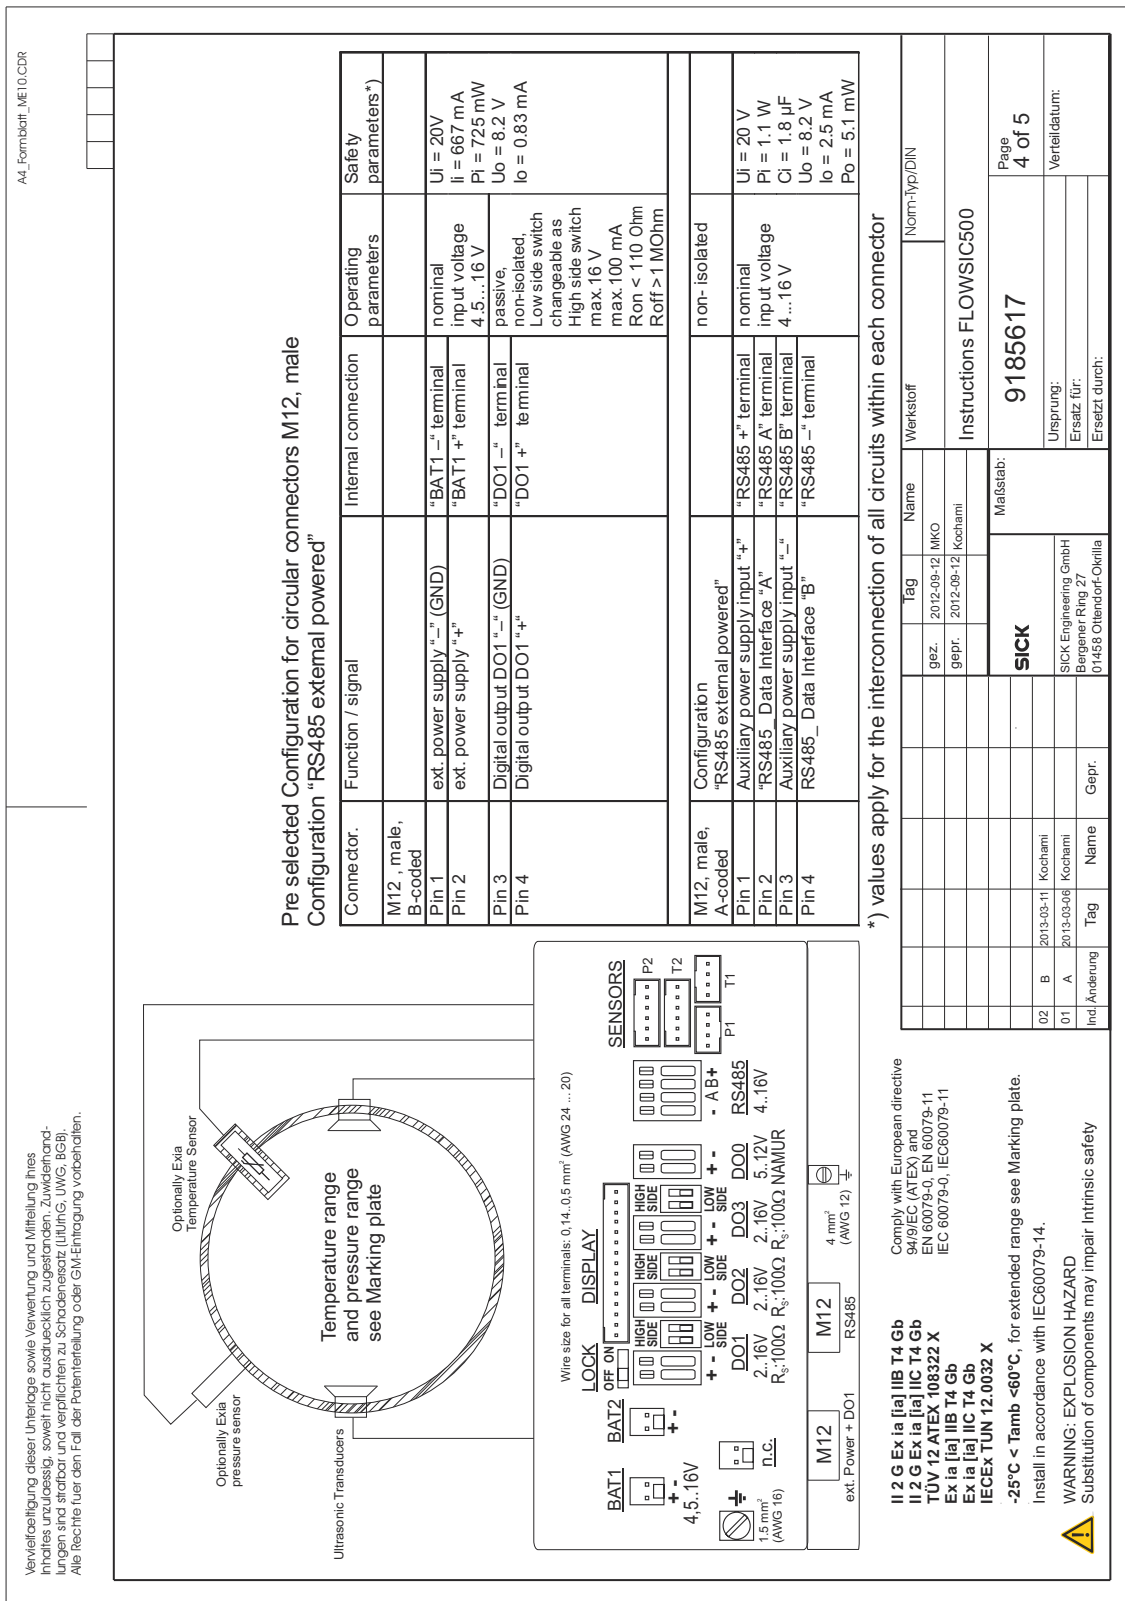 A4_Formblatt_ME10.CDR
Vervielfaeltigung dieser Unterlage sowie Verwertung und Mitteilung ihres
Inhaltes unzulaessig, soweit nicht ausdruecklich zugestanden. Zuwiderhand-
lungen sind strafbar und verpflichten zu Schadenersatz (LitUrhG, UWG, BGB).
Alle Rechte fuer den Fall der Patenterteilung oder GM-Eintragung vobehalten.
Optionally Exia
pressure sensor
Optionally Exia
Temperature Sensor
Ultrasonic Transducers
Temperature range
and pressure range
see Marking plate
Wire size for all terminals: 0,14..0,5 mm² (AWG 24 ... 20)
BAT1
+ -
4,5..16V
BAT2
+ -
LOCK
OFF ON
DISPLAY
SENSORS
P2
T2
P1
T1
HIGH
SIDE
LOW
SIDE
HIGH
SIDE
LOW
SIDE
HIGH
SIDE
LOW
SIDE
+ -
+ -
+ -
+ -
- A B +
DO1
DO2
DO3
DO0
RS485
2..16V
2..16V
2..16V
5..12V
4..16V
RS:100Ω
RS:100Ω
RS:100Ω
NAMUR
1.5 mm²
(AWG 16)
n.c.
M12
ext. Power + DO1
M12
RS485
4 mm²
(AWG 12)
Pre selected Configuration for circular connectors M12, male
Configuration “RS485 external powered”
Connector. Function / signal Internal connection Operating parameters Safety parameters*)
M12 , male,
B-coded
Pin 1 ext. power supply “–” (GND) “BAT1 –“ terminal
Pin 2 ext. power supply “+” “BAT1 +” terminal
nominal
input voltage
4.5...16 V
Pin 3 Digital output DO1 “–“ (GND) “DO1 –“ terminal
Pin 4 Digital output DO1 “+“ “DO1 +” terminal
passive,
non-isolated,
Low side switch
changeable as
High side switch
max.16 V
max.100 mA
Ron < 110 Ohm
Roff >1 MOhm
Ui = 20V
Ii = 667 mA
Pi = 725 mW
Uo = 8.2 V
Io = 0.83 mA
M12, male,
A-coded
Configuration
“RS485 external powered”
non- isolated
Pin 1 Auxiliary power supply input “+” “RS485 +” terminal
Pin 2 “RS485_ Data Interface “A” “RS485 A” terminal
Pin 3 Auxiliary power supply input “–“ “RS485 B” terminal
Pin 4 RS485_ Data Interface “B” “RS485 –“ terminal
nominal
input voltage
4 ...16 V
Ui = 20 V
Pi = 1.1 W
Ci = 1.8 µF
Uo = 8.2 V
Io = 2.5 mA
Po = 5.1 mW
*) values apply for the interconnection of all circuits within each connector
II 2 G Ex ia [ia] IIB T4 Gb
II 2 G Ex ia [ia] IIC T4 Gb
TÜV 12 ATEX 108322 X
Ex ia [ia] IIB T4 Gb
Ex ia [ia] IIC T4 Gb
IECEx TUN 12.0032 X
Comply with European directive
94/9/EC (ATEX) and
EN 60079-0, EN 60079-11
IEC 60079-0, IEC60079-11
-25°C < Tamb <60°C, for extended range see Marking plate.
Install in accordance with IEC60079-14.
WARNING: EXPLOSION HAZARD
Substitution of components may impair Intrinsic safety
02 B 2013-03-11 Kochami
01 A 2013-03-06 Kochami
Ind. Änderung Tag Name Gepr.
Tag Name
gez. 2012-09-12 MKO
gepr. 2012-09-12 Kochami
Werkstoff
Norm-Typ/DIN
Instructions FLOWSIC500
SICK
Maßstab:
9185617
Page
4 of 5
SICK Engineering GmbH
Bergener Ring 27
01458 Ottendorf-Okrilla
Ursprung:
Ersatz für:
Ersetzt durch:
Verteildatum: